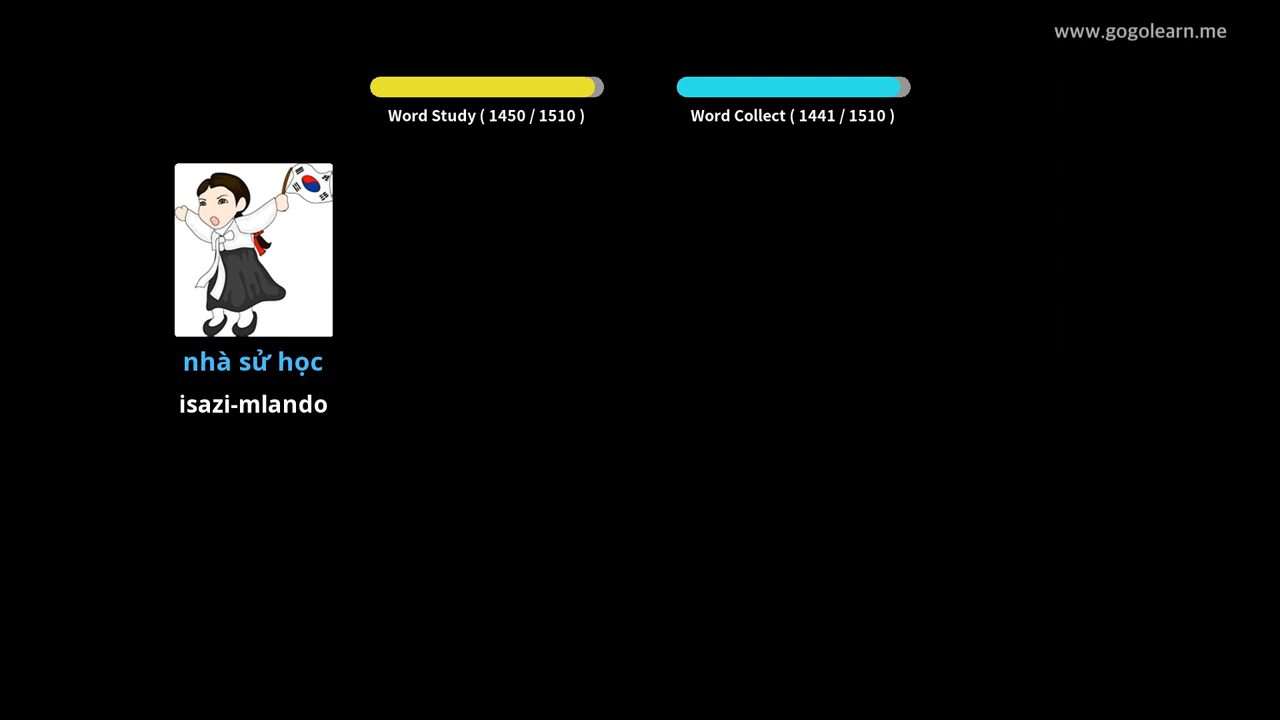 www.gogolearn.me
Word Study ( 1450 / 1510 )
Word Collect ( 1441 / 1510 )
nhà sử học
isazi-mlando